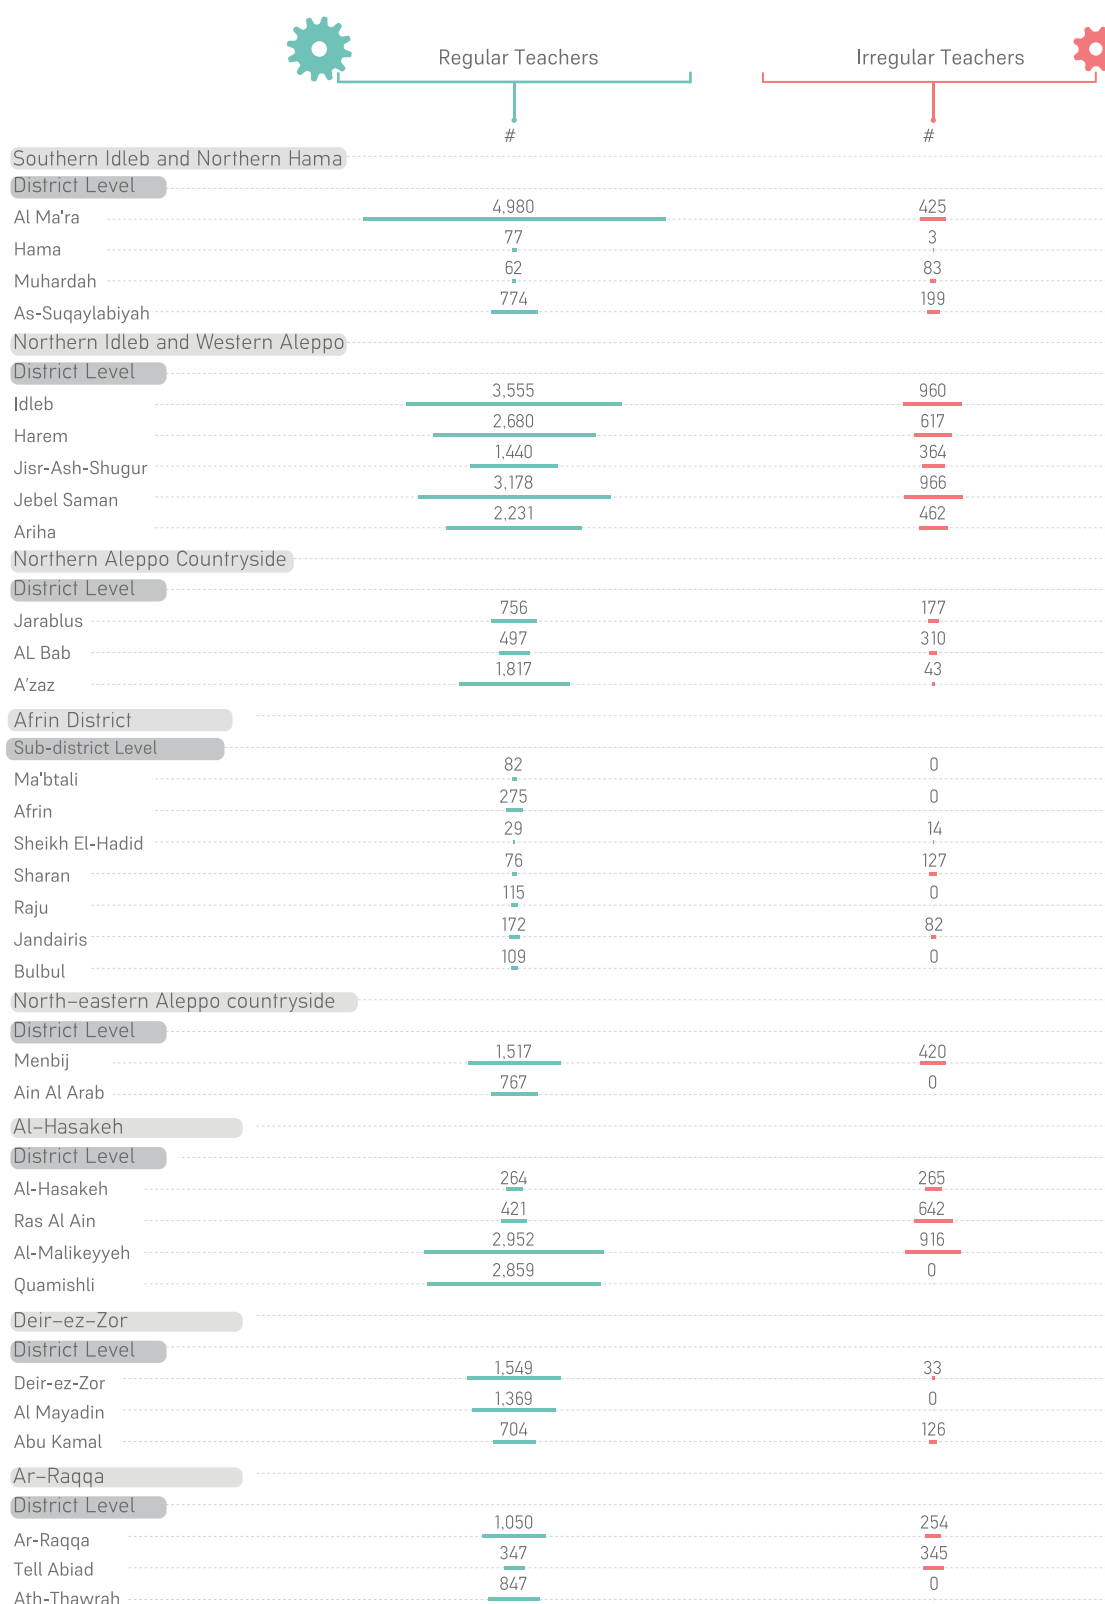 Regular Teachers Irregular Teachers
# #
Southern Idleb and Northern Hama
District Level
Al Ma'ra 4,980 425
Hama 77 3
Muhardah 62 83
As-Suqaylabiyah 774 199
Northern Idleb and Western Aleppo
District Level
Idleb 3,555 960
Harem 2,680 617
Jisr-Ash-Shugur 1,440 364
Jebel Saman 3,178 966
Ariha 2,231 462
Northern Aleppo Countryside
District Level
Jarablus 756 177
AL Bab 497 310
A'zaz 1,817 43
Afrin District
Sub-district Level
Ma'btali 82 0
Afrin 275 0
Sheikh El-Hadid 29 14
Sharan 76 127
Raju 115 0
Jandairis 172 82
Bulbul 109 0
North-eastern Aleppo countryside
District Level
Menbij 1,517 420
Ain Al Arab 767 0
Al-Hasakeh
District Level
Al-Hasakeh 264 265
Ras Al Ain 421 642
Al-Malikeyyeh 2,952 916
Quamishli 2,859 0
Deir-ez-Zor
District Level
Deir-ez-Zor 1,549 33
Al Mayadin 1,369 0
Abu Kamal 704 126
Ar-Raqqa
District Level
Ar-Raqqa 1,050 254
Tell Abiad 347 345
Ath-Thawrah 847 0